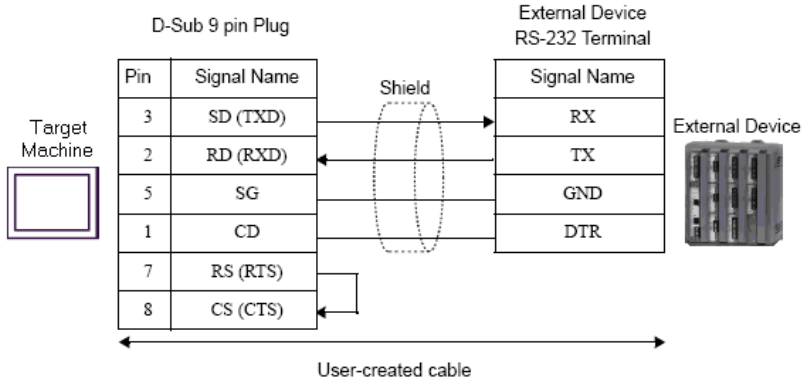 D-Sub 9 pin Plug
External Device
RS-232 Terminal
Pin Signal Name
Shield
Signal Name
3 SD (TXD)
RX
Target
Machine
External Device
2 RD (RXD)
TX
5 SG
GND
1 CD
DTR
7 RS (RTS)
8 CS (CTS)
User-created cable